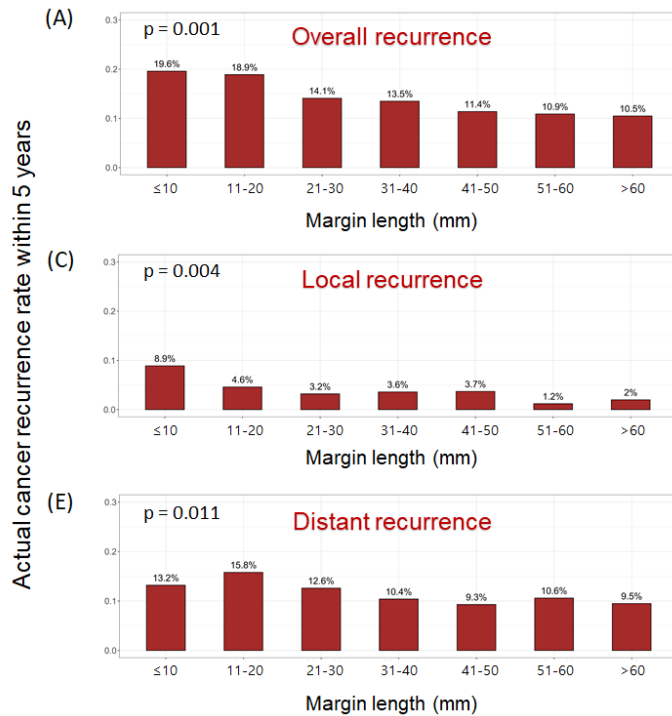 Actual cancer recurrence rate within 5 years
(A)
p = 0.001
Overall recurrence
0.3
0.2
0.1
0.0
19.6%
18.9%
14.1%
13.5%
11.4%
10.9%
10.5%
≤10 11-20 21-30 31-40 41-50 51-60 >60
Margin length (mm)
(C)
p = 0.004
Local recurrence
0.3
0.2
0.1
0.0
8.9%
4.6%
3.2%
3.6%
3.7%
1.2%
2%
≤10 11-20 21-30 31-40 41-50 51-60 >60
Margin length (mm)
(E)
p = 0.011
Distant recurrence
0.3
0.2
0.1
0.0
13.2%
15.8%
12.6%
10.4%
9.3%
10.6%
9.5%
≤10 11-20 21-30 31-40 41-50 51-60 >60
Margin length (mm)